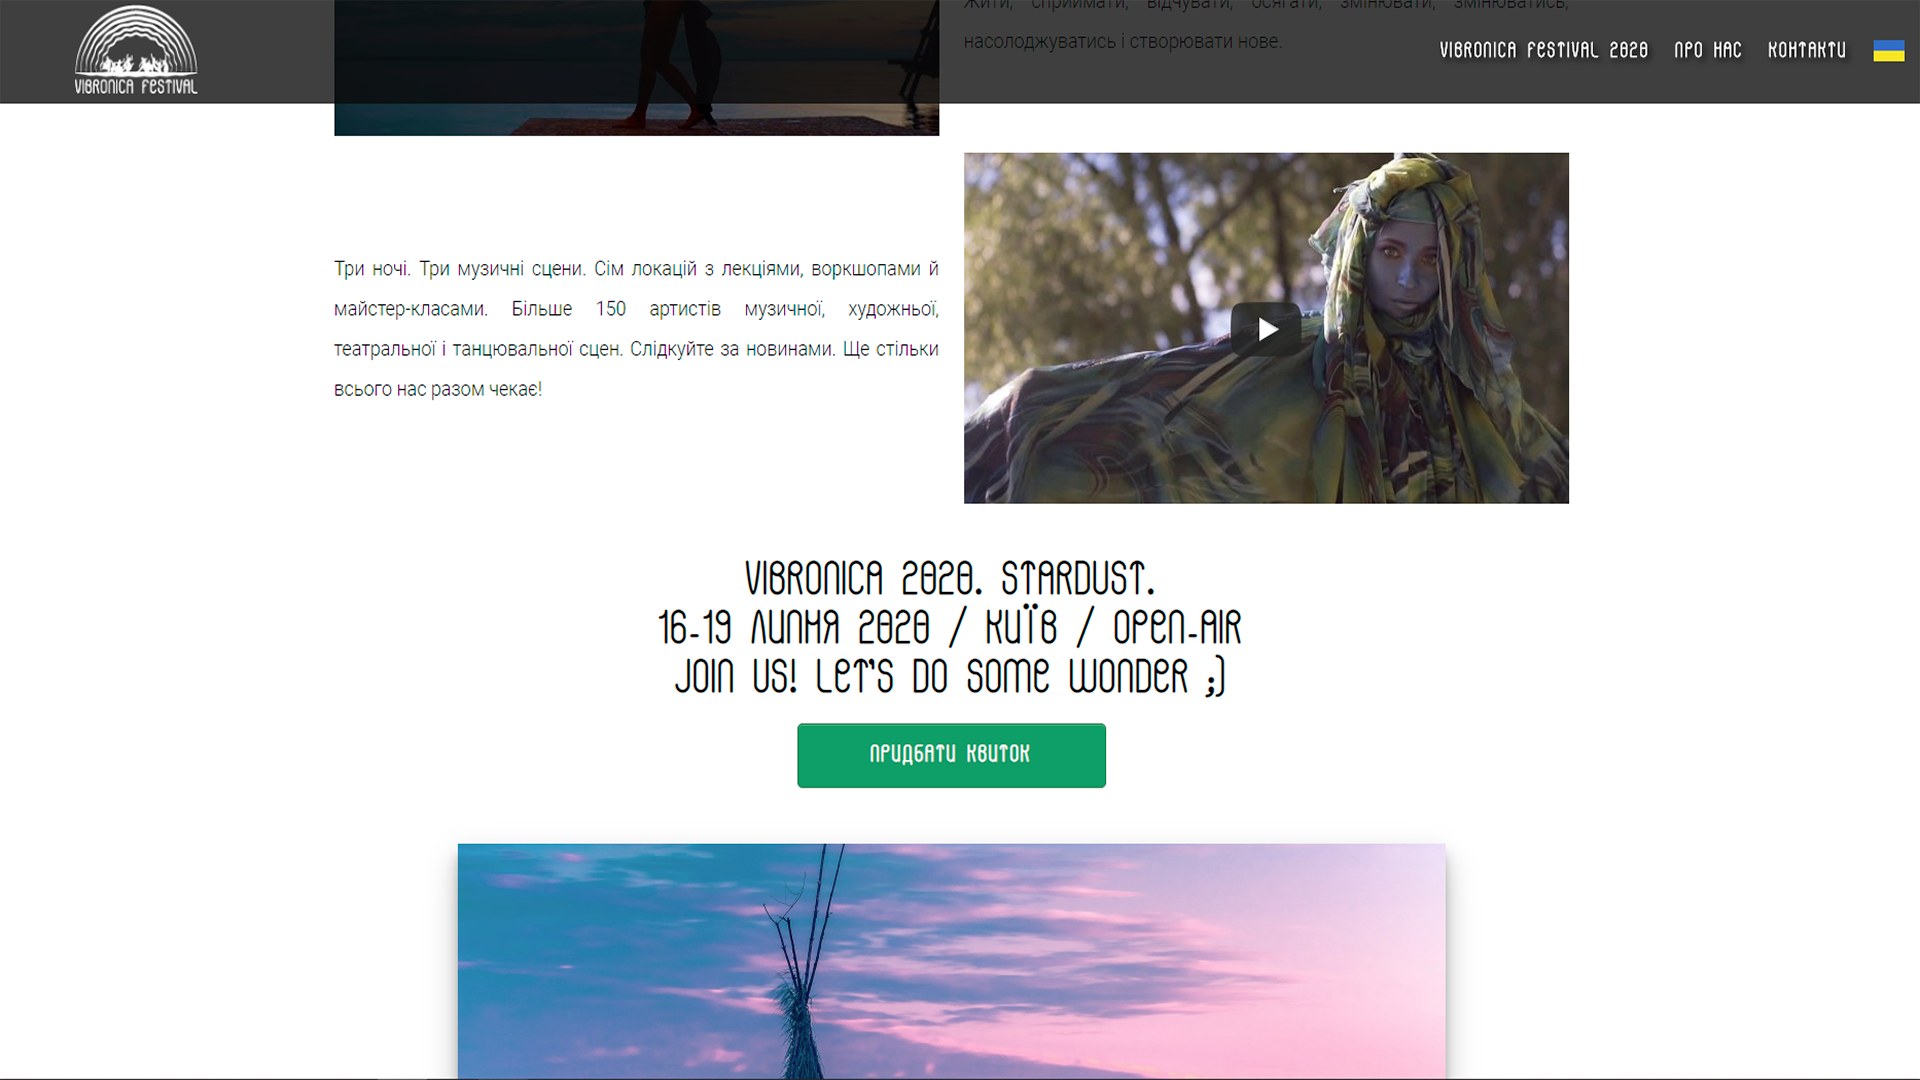 VIBRONICA FESTIVAL
VIBRONICA FESTIVAL 2020 ПРО НАС КОНТАКТИ
Жити, сприймати, відчувати, осягати, змінювати, змінюватись,
насолоджуватись і створювати нове.
Три ночі. Три музичні сцени. Сім локацій з лекціями, воркшопами й
майстер-класами. Більше 150 артистів музичної, художньої,
театральної і танцювальної сцен. Слідкуйте за новинами. Ще стільки
всього нас разом чекає!
VIBRONICA 2020. STARDUST.
16-19 ЛИПНЯ 2020 / КИЇВ / OPEN-AIR
JOIN US! LET'S DO SOME WONDER ;)
ПРИДБАТИ КВИТОК